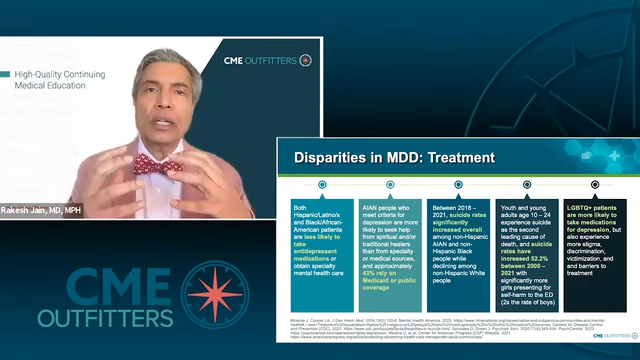 High-Quality Continuing
Medical Education
CME OUTFITTERS
Rakesh Jain, MD, MPH
CME
OUTFITTERS
Disparities in MDD: Treatment
Both
Hispanic/Latino/x
and Black/African-
American patients
are less likely to
take
antidepressant
medications or
obtain specialty
mental health care
AIAN people who
meet criteria for
depression are more
likely to seek help
from spiritual and/or
traditional healers than
from specialty or
medical sources, and
approximately
43% rely on
Medicaid or public
coverage
Between 2018 –
2021, suicide rates
significantly
increased overall
among non-Hispanic
AIAN and non-
Hispanic Black
people while
declining among
non-Hispanic White
people
Youth and young
adults age 10 – 24
experience suicide
as the second
leading cause of
death, and suicide
rates have
increased 52.2%
between 2000 –
2021 with
significantly more
girls presenting for
self-harm to the ED
(2x the rate of boys)
LGBTQ+ patients
are more likely to
take medications
for depression, but
also experience
more stigma,
discrimination,
victimization, and
and barriers to
treatment
CME OUTFITTERS